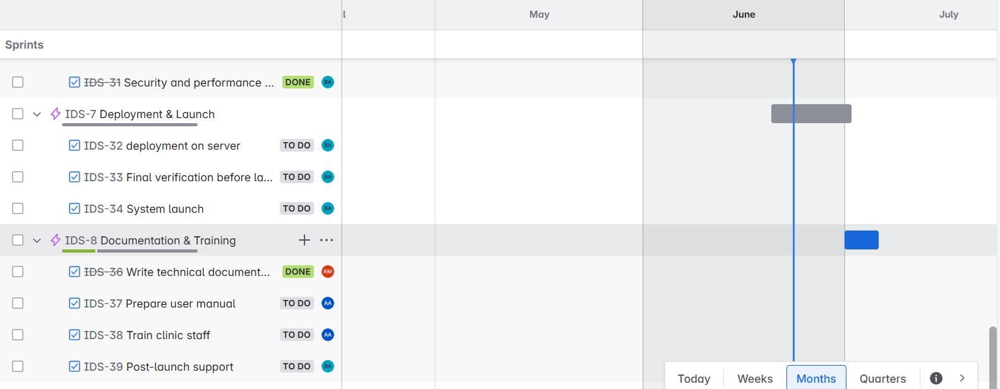 l May June July
Sprints
IDS-31 Security and performance ... DONE BA
IDS-7 Deployment & Launch
IDS-32 deployment on server TO DO BA
IDS-33 Final verification before la... TO DO BA
IDS-34 System launch TO DO BA
IDS-8 Documentation & Training
IDS-36 Write technical document... DONE RM
IDS-37 Prepare user manual TO DO AA
IDS-38 Train clinic staff TO DO AA
IDS-39 Post-launch support TO DO BA
Today Weeks Months Quarters